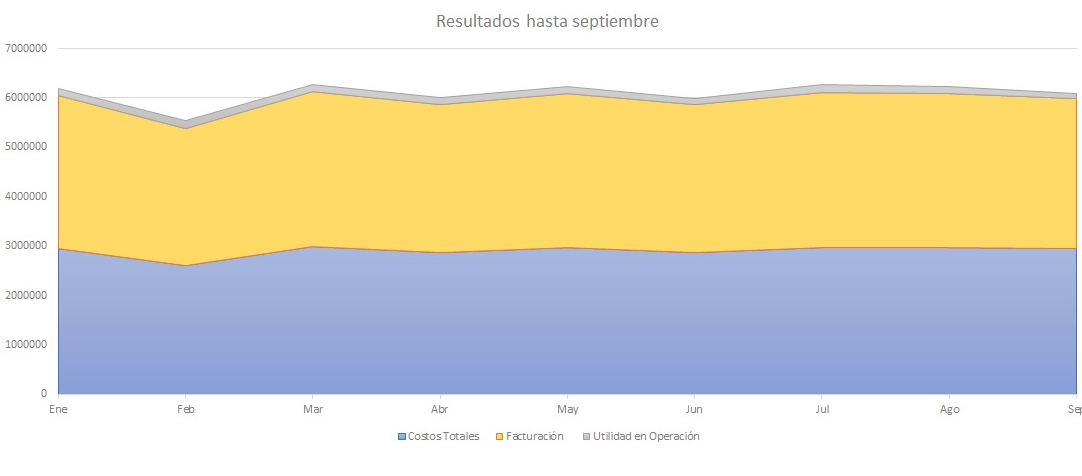 Resultados hasta septiembre
7000000
6000000
5000000
4000000
3000000
2000000
1000000
0
Ene Feb Mar Abr May Jun Jul Ago Sep
Costos Totales Facturación Utilidad en Operación